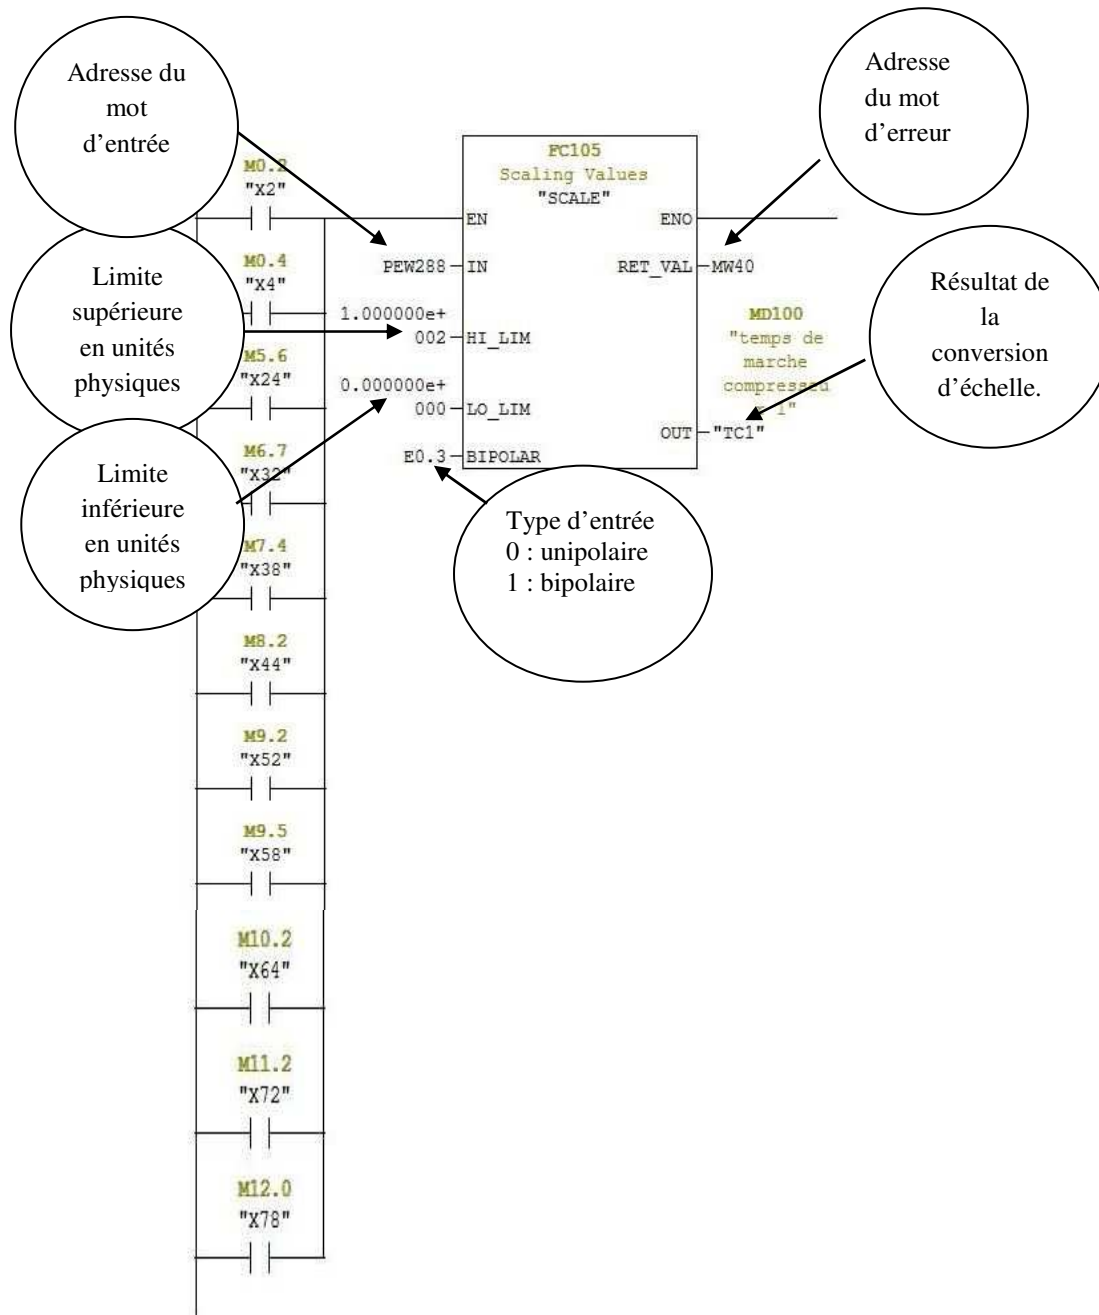 Adresse du
mot
d'entrée
Adresse
du mot
d'erreur
M0.2
"X2"
FC105
Scaling Values
"SCALE"
EN
ENO
Limite
supérieure
en unités
physiques
M0.4
"X4"
PEW288
IN
RET_VAL
MW40
Résultat de
la
conversion
d'échelle.
1.000000e+
002
HI_LIM
MD100
"temps de
marche
compresseu
1"
M5.6
"X24"
0.000000e+
000
LO_LIM
OUT
"TC1"
E0.3
BIPOLAR
Limite
inférieure
en unités
physiques
M6.7
"X32"
Type d'entrée
0 : unipolaire
1 : bipolaire
M7.4
"X38"
M8.2
"X44"
M9.2
"X52"
M9.5
"X58"
M10.2
"X64"
M11.2
"X72"
M12.0
"X78"